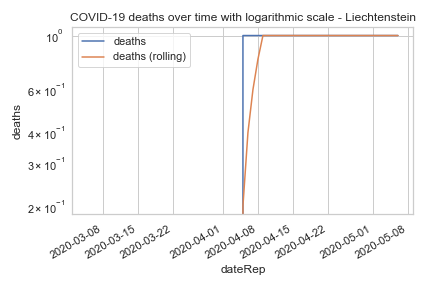 COVID-19 deaths over time with logarithmic scale - Liechtenstein
10⁰
deaths
deaths (rolling)
6 × 10⁻¹
4 × 10⁻¹
3 × 10⁻¹
2 × 10⁻¹
deaths
2020-03-08
2020-03-15
2020-03-22
2020-04-01
2020-04-08
2020-04-15
2020-04-22
2020-05-01
2020-05-08
dateRep